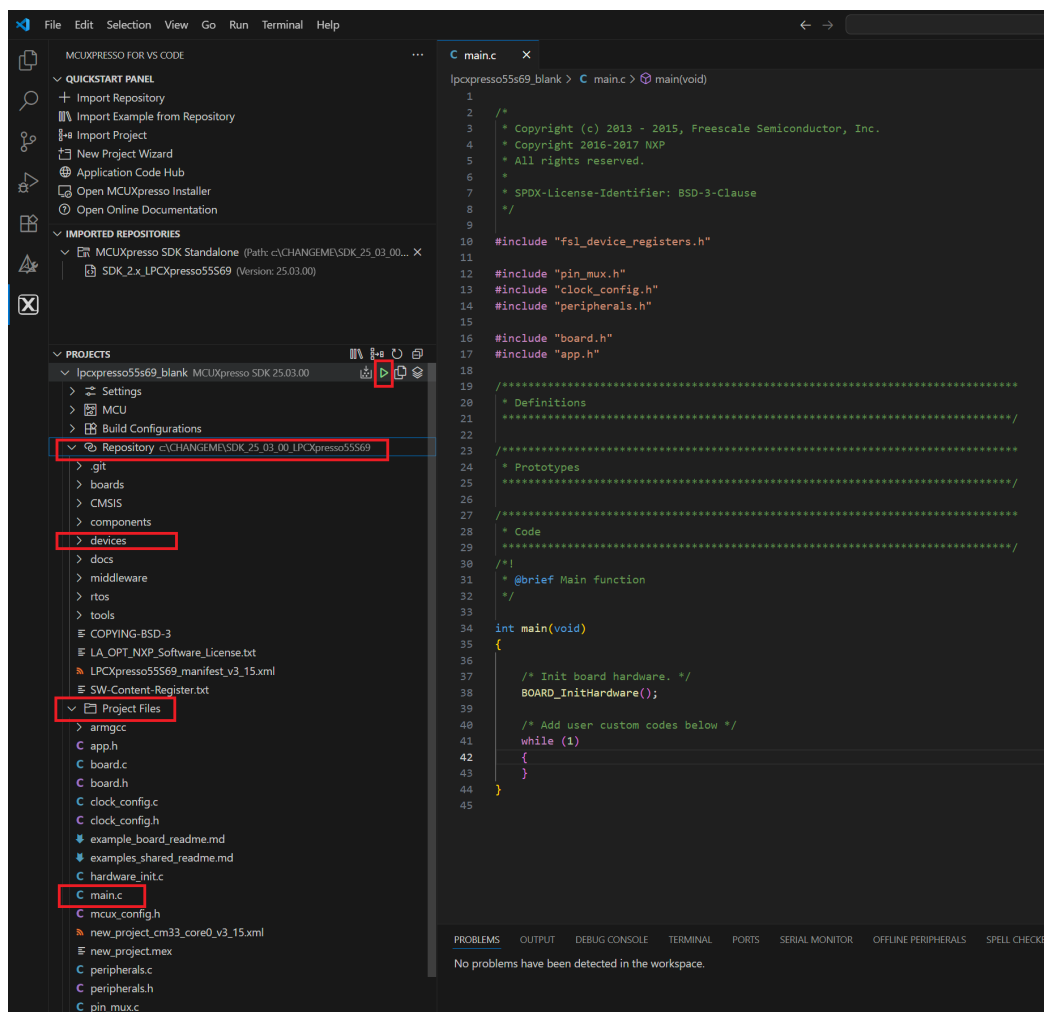 File Edit Selection View Go Run Terminal Help
MCUXPRESSO FOR VS CODE
QUICKSTART PANEL
Import Repository
Import Example from Repository
Import Project
New Project Wizard
Application Code Hub
Open MCUXpresso Installer
Open Online Documentation
IMPORTED REPOSITORIES
MCUXpresso SDK Standalone (Path: c:\CHANGEME\SDK_25_03_00...
SDK_2.x_LPCXpresso55S69 (Version: 25.03.00)
PROJECTS
lpcxpresso55s69_blank MCUXpresso SDK 25.03.00
Settings
MCU
Build Configurations
Repository c:\CHANGEME\SDK_25_03_00_LPCXpresso55S69
.git
boards
CMSIS
components
devices
docs
middleware
rtos
tools
COPYING-BSD-3
LA_OPT_NXP_Software_License.txt
LPCXpresso55S69_manifest_v3_15.xml
SW-Content-Register.txt
Project Files
armgcc
C app.h
C board.c
C board.h
C clock_config.c
C clock_config.h
example_board_readme.md
examples_shared_readme.md
C hardware_init.c
C main.c
C mcux_config.h
new_project_cm33_core0_v3_15.xml
new_project.mex
C peripherals.c
C peripherals.h
C pin_mux.c
C main.c
lpcxpresso55s69_blank > C main.c > main(void)
1
2 /*
3 * Copyright (c) 2013 - 2015, Freescale Semiconductor, Inc.
4 * Copyright 2016-2017 NXP
5 * All rights reserved.
6 *
7 * SPDX-License-Identifier: BSD-3-Clause
8 */
9
10 #include "fsl_device_registers.h"
11
12 #include "pin_mux.h"
13 #include "clock_config.h"
14 #include "peripherals.h"
15
16 #include "board.h"
17 #include "app.h"
18
19 /*******************************************************************************
20 * Definitions
21 ******************************************************************************/
22
23 /*******************************************************************************
24 * Prototypes
25 ******************************************************************************/
26
27 /*******************************************************************************
28 * Code
29 ******************************************************************************/
30 /*!
31 * @brief Main function
32 */
33
34 int main(void)
35 {
36
37 /* Init board hardware. */
38 BOARD_InitHardware();
39
40 /* Add user custom codes below */
41 while (1)
42 {
43 }
44 }
45
PROBLEMS OUTPUT DEBUG CONSOLE TERMINAL PORTS SERIAL MONITOR OFFLINE PERIPHERALS SPELL CHECKE
No problems have been detected in the workspace.